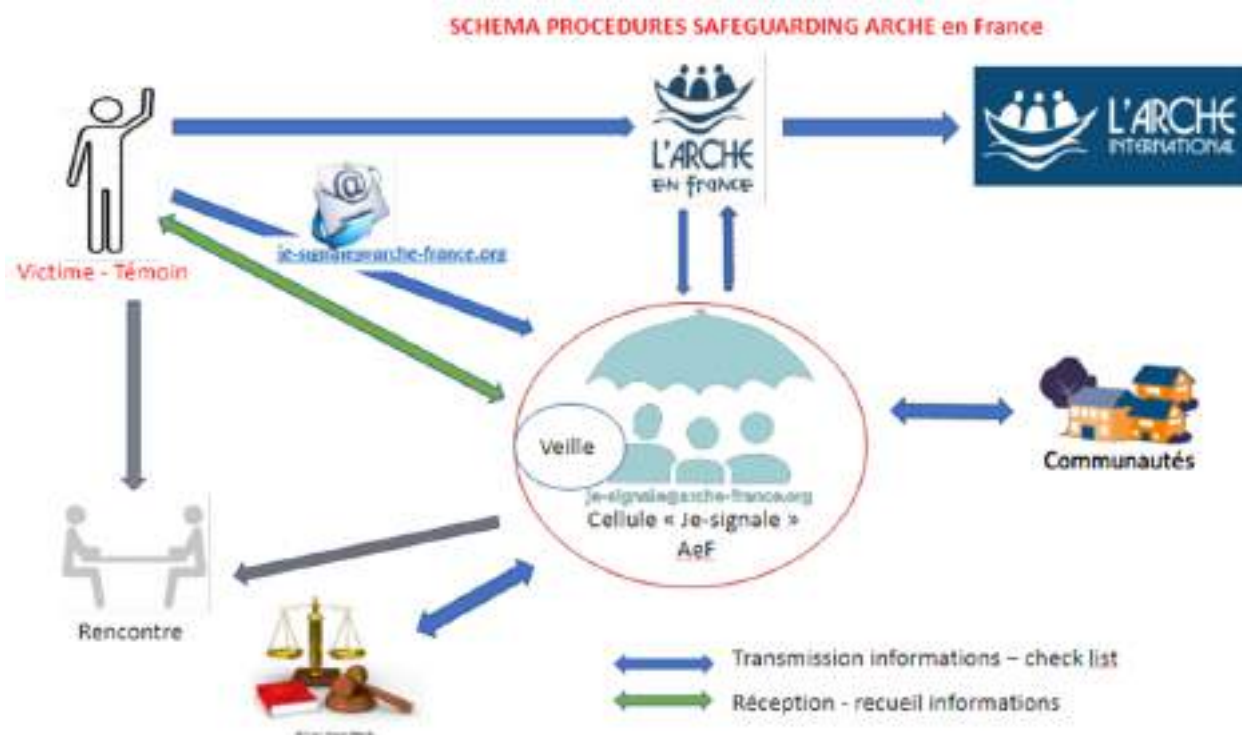 SCHEMA PROCEDURES SAFEGUARDING ARCHE en France
L'ARCHE
EN FRANCE
L'ARCHE
INTERNATIONAL
je-signale@arche-france.org
Victime - Témoin
Veille
je-signale@arche-france.org
Cellule « Je-signale »
AeF
Communautés
Rencontre
Transmission informations – check list
Réception - recueil informations